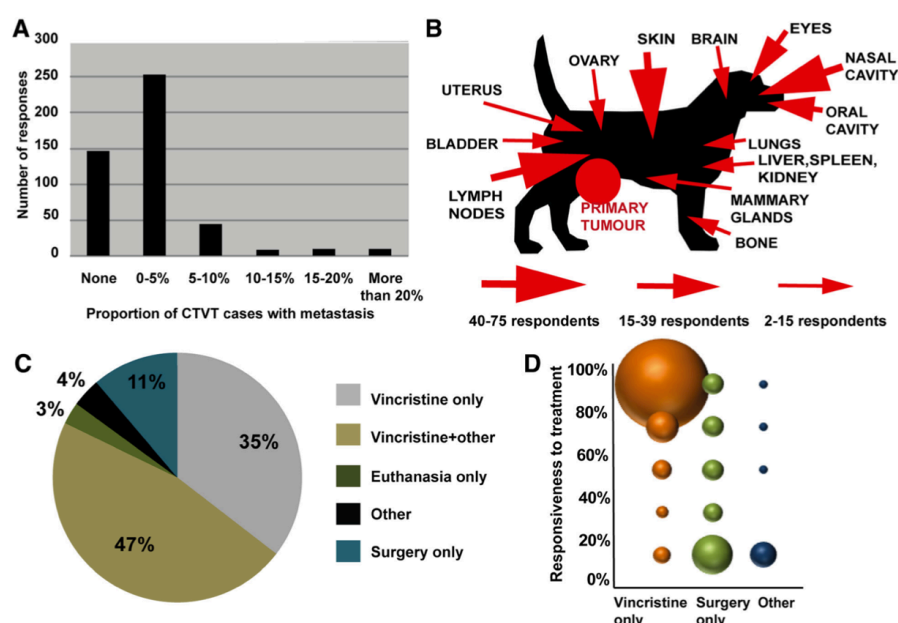 A
300
250
200
150
100
50
0
Number of responses
None 0-5% 5-10% 10-15% 15-20% More
than 20%
Proportion of CTVT cases with metastasis
B
EYES
SKIN
BRAIN
NASAL
CAVITY
OVARY
UTERUS
ORAL
CAVITY
BLADDER
LUNGS
LIVER,SPLEEN,
KIDNEY
LYMPH
NODES
PRIMARY
TUMOUR
MAMMARY
GLANDS
BONE
40-75 respondents 15-39 respondents 2-15 respondents
C
4%
11%
3%
35%
47%
Vincristine only
Vincristine+other
Euthanasia only
Other
Surgery only
D
100%
80%
60%
40%
20%
0%
Responsiveness to treatment
Vincristine
only
Surgery
only
Other